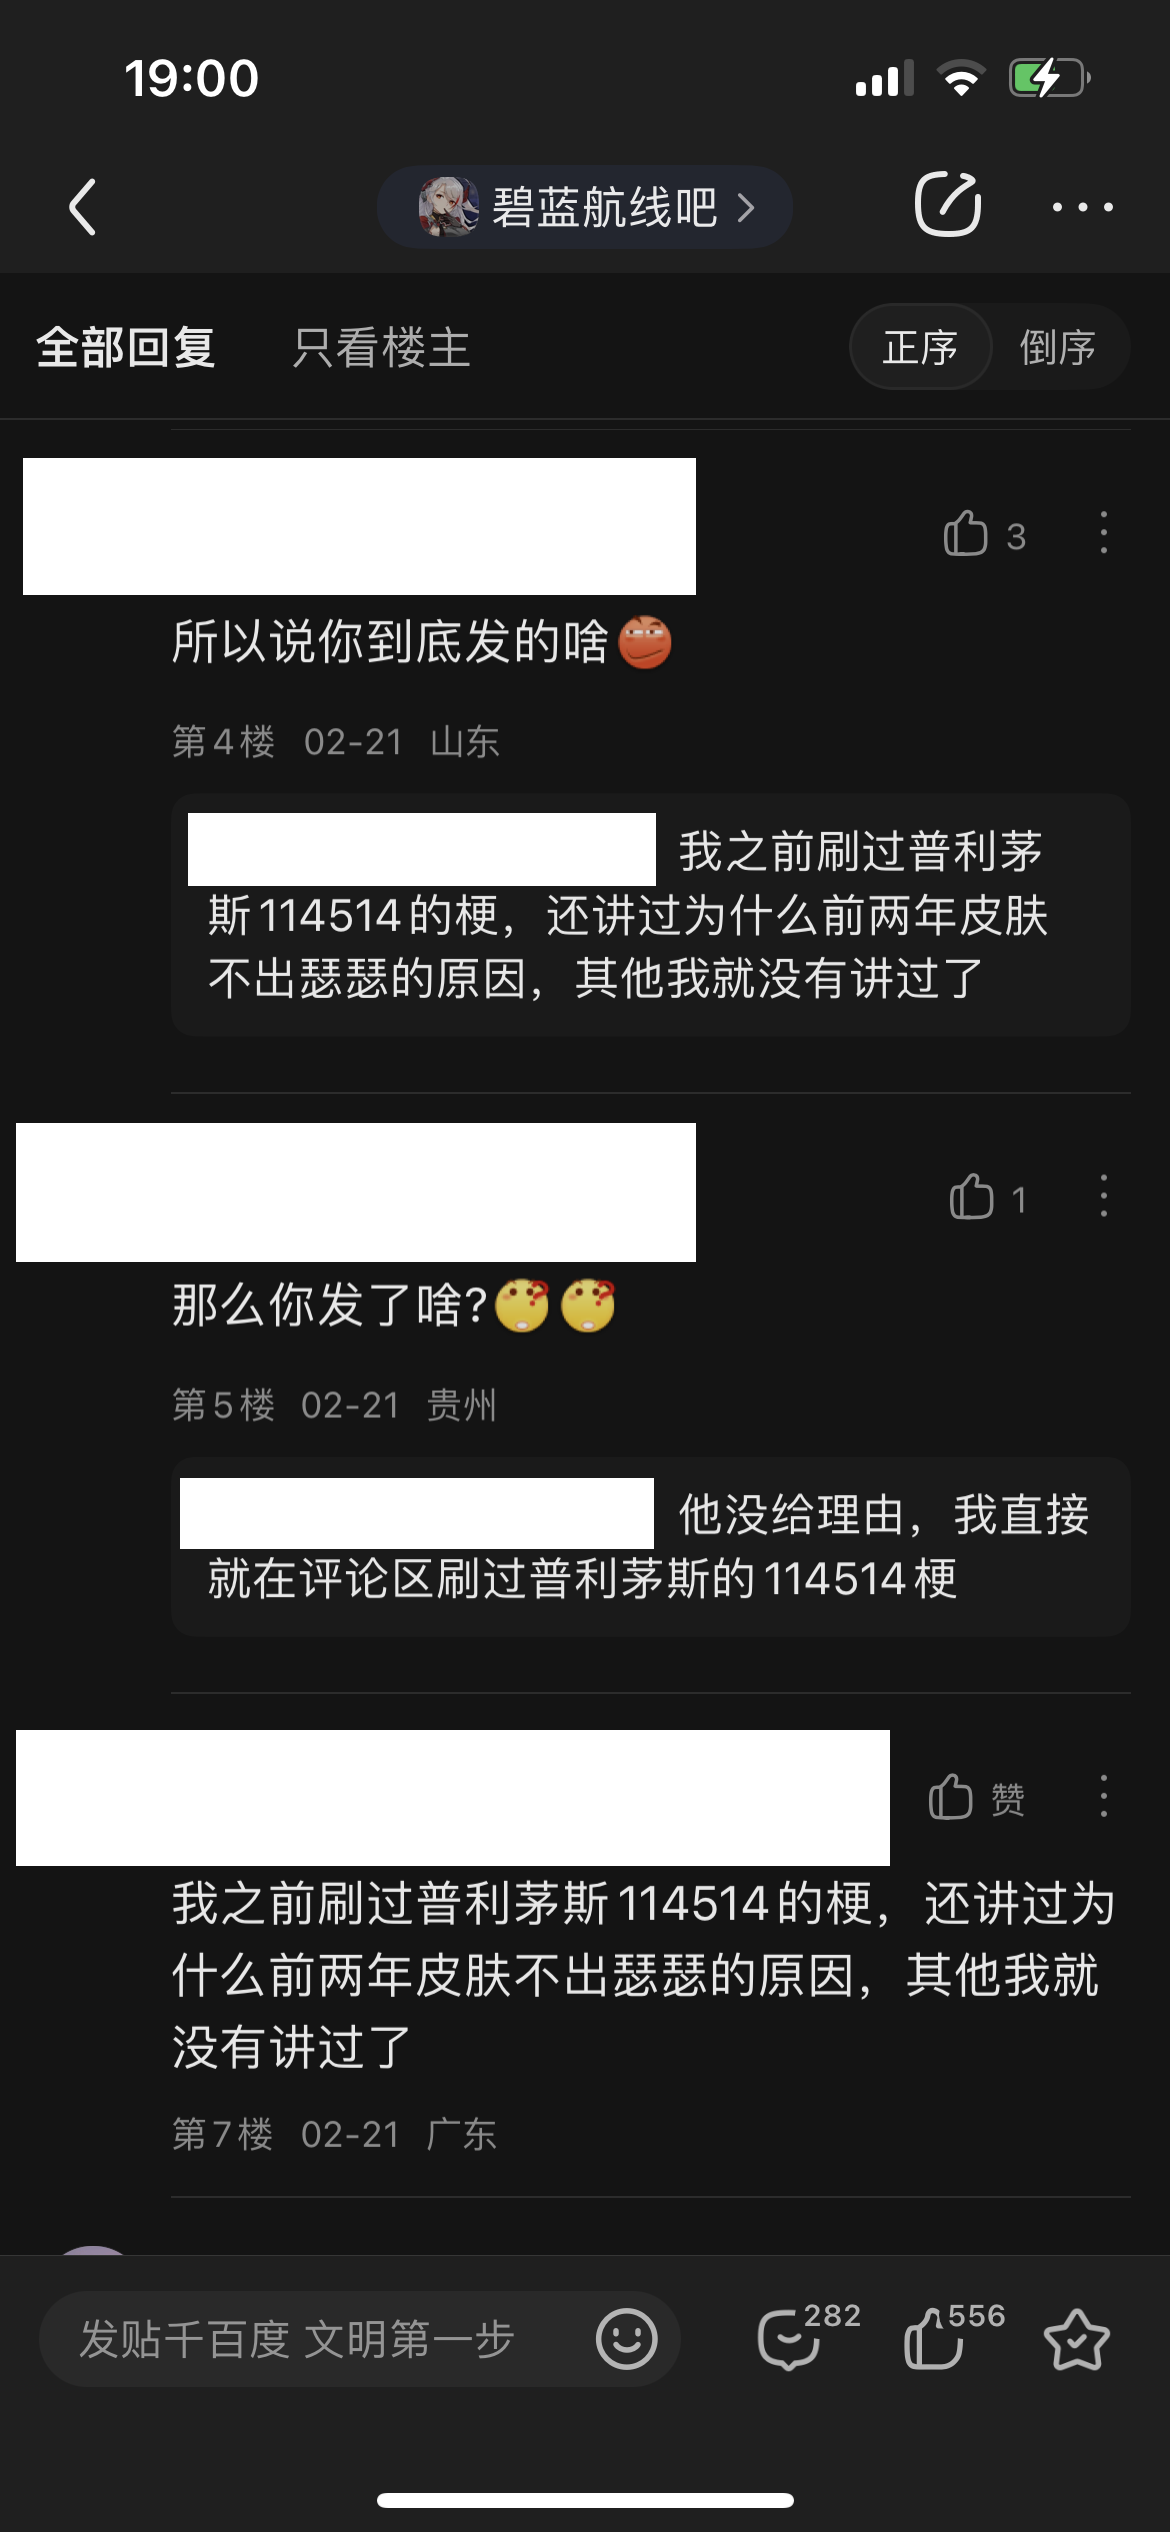 19:00
碧蓝航线吧
全部回复 只看楼主 正序 倒序
3
所以说你到底发的啥
第4楼 02-21 山东
我之前刷过普利茅
斯114514的梗，还讲过为什么前两年皮肤
不出瑟瑟的原因，其他我就没有讲过了
1
那么你发了啥?
第5楼 02-21 贵州
他没给理由，我直接
就在评论区刷过普利茅斯的114514梗
赞
我之前刷过普利茅斯114514的梗，还讲过为
什么前两年皮肤不出瑟瑟的原因，其他我就
没有讲过了
第7楼 02-21 广东
发贴千百度 文明第一步 282 556